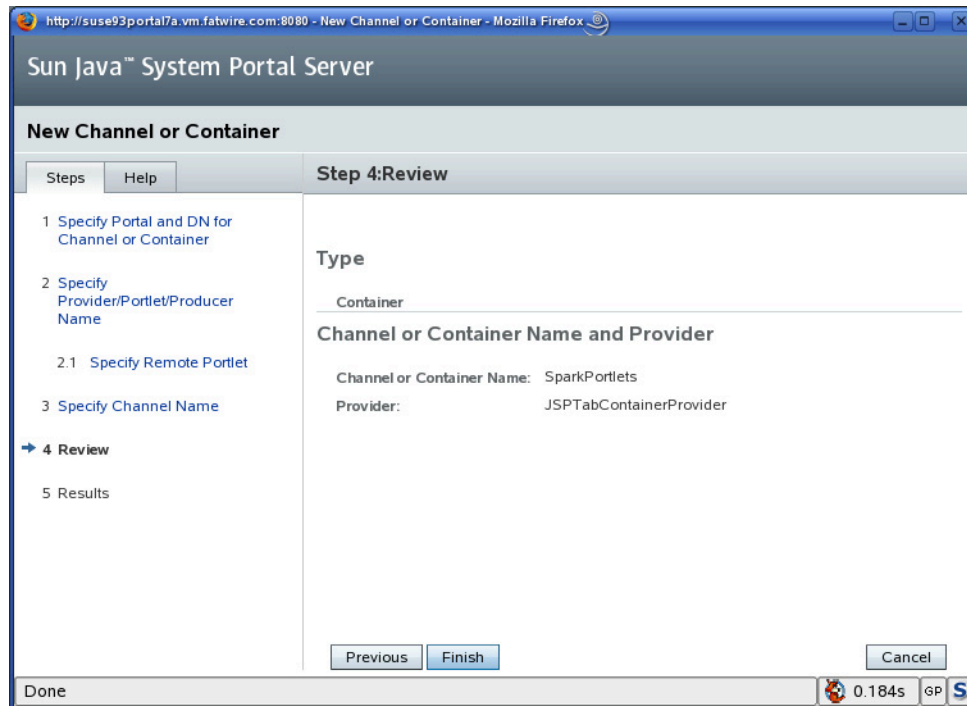 http://suse93portal7a.vm.fatwire.com:8080 - New Channel or Container - Mozilla Firefox
Sun Java™ System Portal Server
New Channel or Container
Steps
Help
1 Specify Portal and DN for
Channel or Container
2 Specify
Provider/Portlet/Producer
Name
2.1 Specify Remote Portlet
3 Specify Channel Name
4 Review
5 Results
Step 4:Review
Type
Container
Channel or Container Name and Provider
Channel or Container Name: SparkPortlets
Provider: JSPTabContainerProvider
Previous
Finish
Cancel
Done
0.184s
GP
S